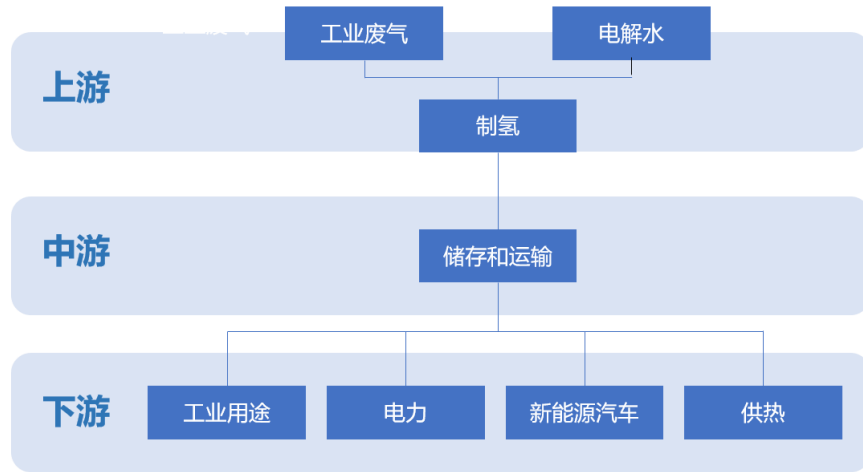 工业废气
电解水
上游
制氢
中游
储存和运输
下游
工业用途
电力
新能源汽车
供热